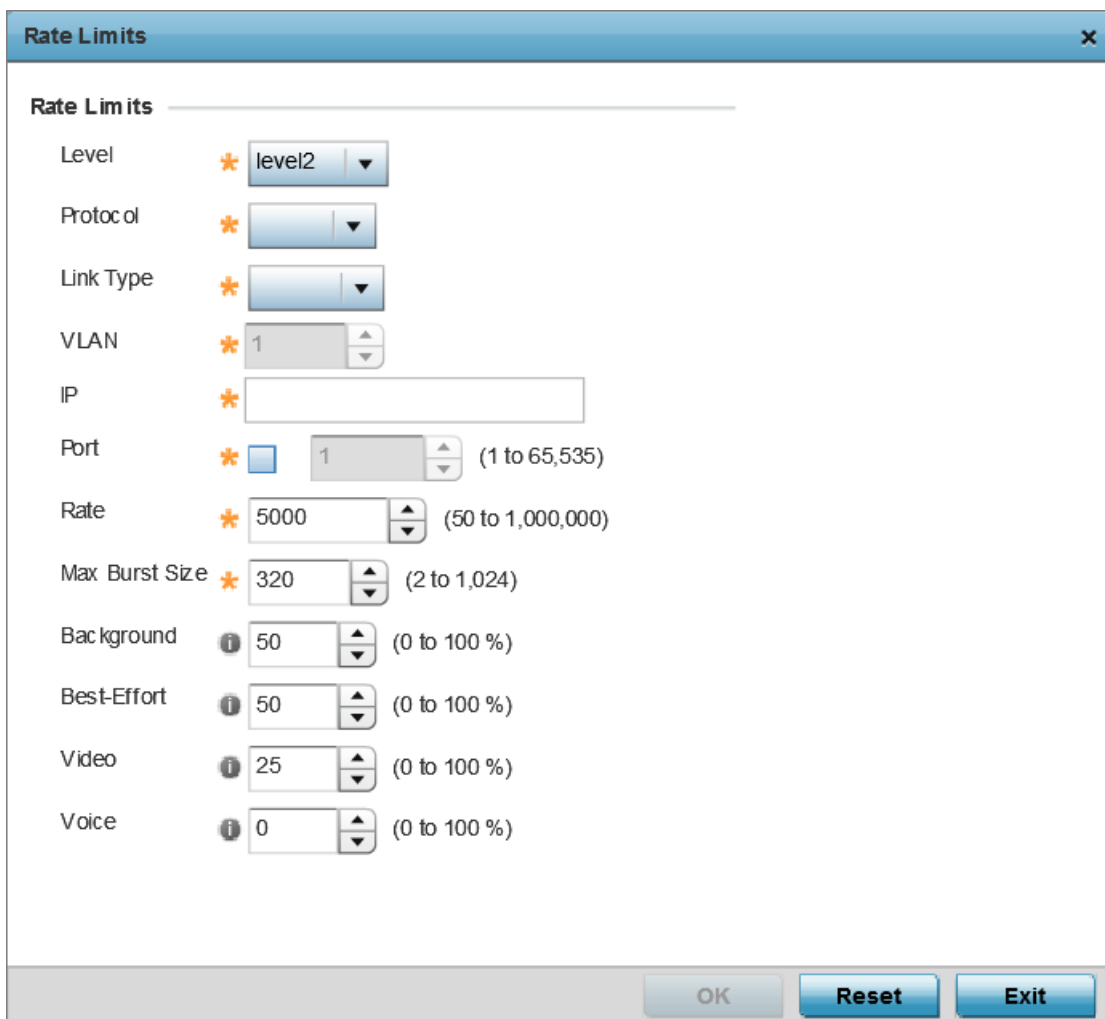 Rate Limits
Rate Limits
Level level2
Protocol
Link Type
VLAN 1
IP
Port 1 (1 to 65,535)
Rate 5000 (50 to 1,000,000)
Max Burst Size 320 (2 to 1,024)
Background 50 (0 to 100 %)
Best-Effort 50 (0 to 100 %)
Video 25 (0 to 100 %)
Voice 0 (0 to 100 %)
OK Reset Exit